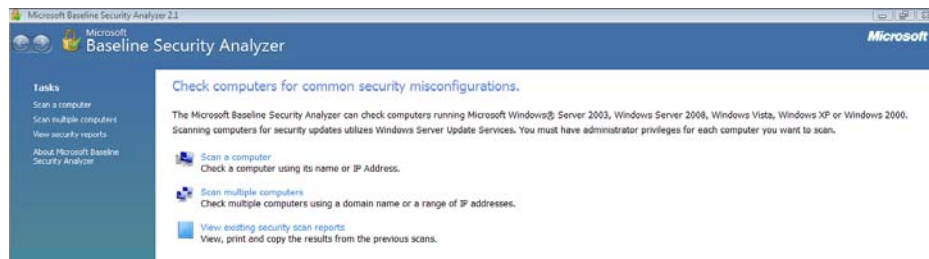 Microsoft Baseline Security Analyzer 2.1
Microsoft
Baseline Security Analyzer
Microsoft
Tasks
Scan a computer
Scan multiple computers
View security reports
About Microsoft Baseline
Security Analyzer
Check computers for common security misconfigurations.
The Microsoft Baseline Security Analyzer can check computers running Microsoft Windows® Server 2003, Windows Server 2008, Windows Vista, Windows XP or Windows 2000.
Scanning computers for security updates utilizes Windows Server Update Services. You must have administrator privileges for each computer you want to scan.
Scan a computer
Check a computer using its name or IP Address.
Scan multiple computers
Check multiple computers using a domain name or a range of IP addresses.
View existing security scan reports
View, print and copy the results from the previous scans.